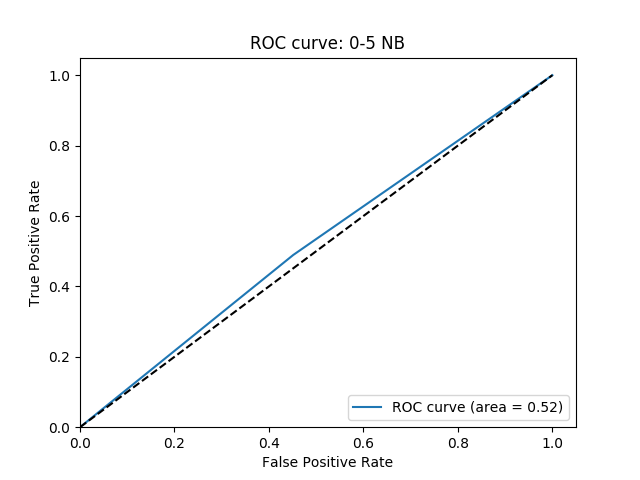 ROC curve: 0-5 NB
True Positive Rate
1.0
0.8
0.6
0.4
0.2
0.0
ROC curve (area = 0.52)
0.0 0.2 0.4 0.6 0.8 1.0
False Positive Rate